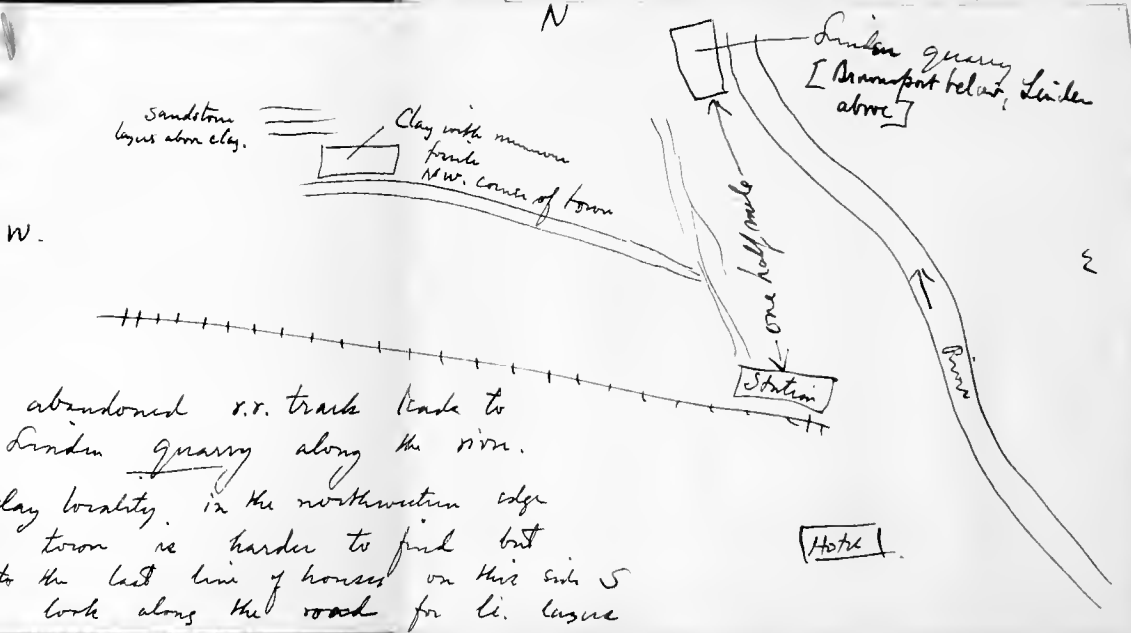 N
Linden quarry
[Brownsport below, Linden
above]
Sandstone
layers above clay.
Clay with
NW. corner of town
W.
E
one half mile
River
Station
Hotel
abandoned r.r. track leads to
Linden quarry along the river.
clay locality in the northwestern edge
town is harder to find but
to the last line of houses on this side
look along the road for li. layers